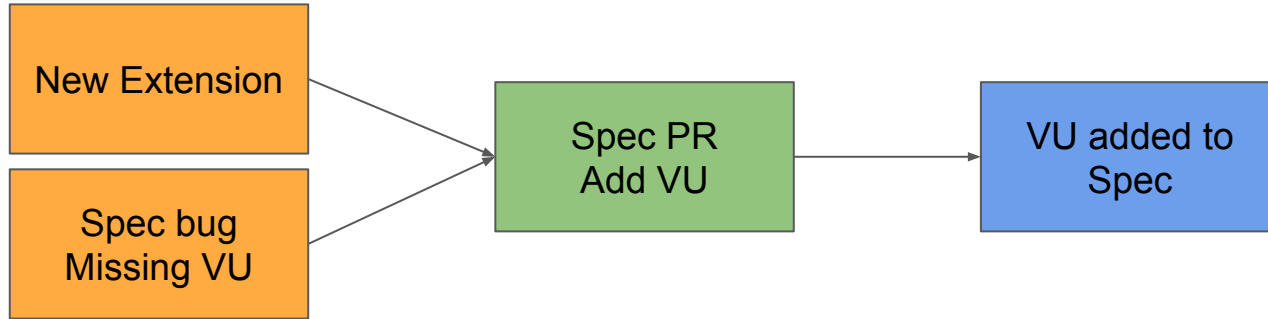 New Extension
Spec bug
Missing VU
Spec PR
Add VU
VU added to
Spec